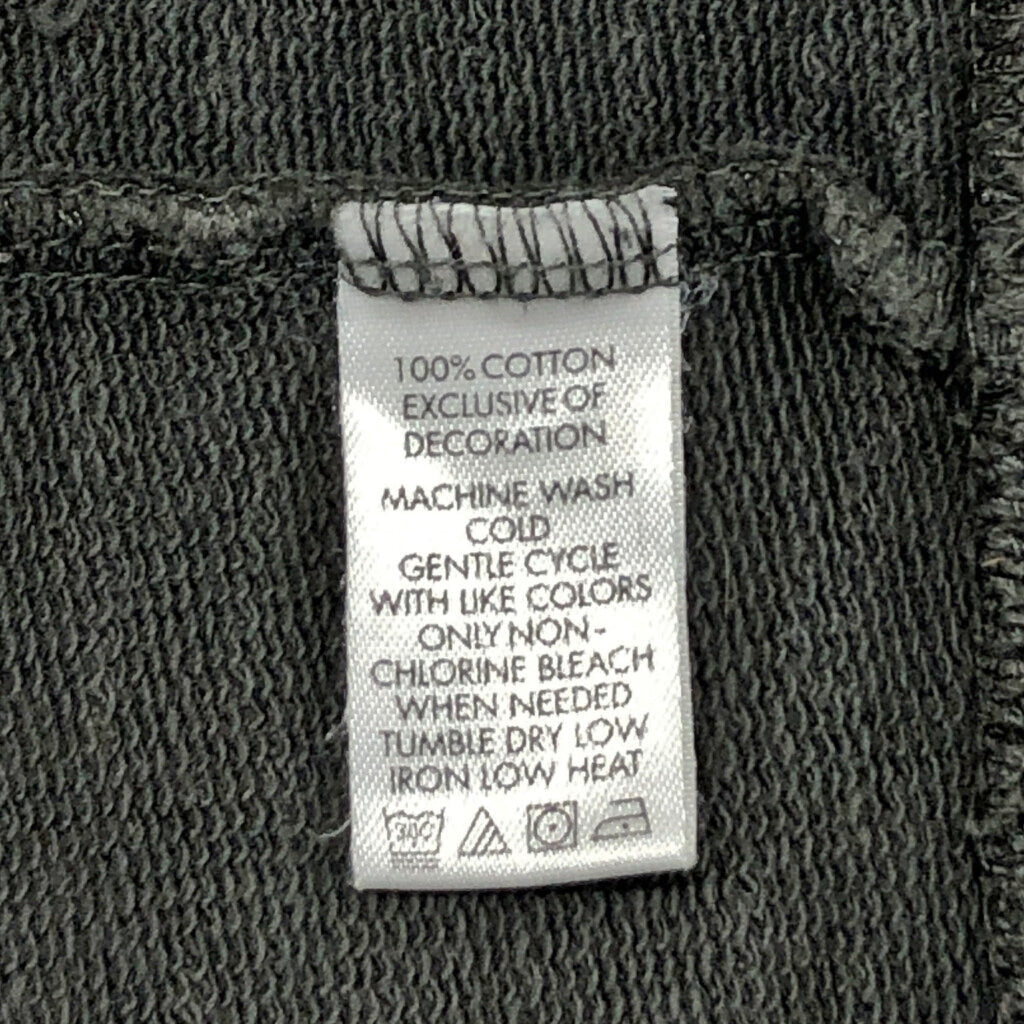 100% COTTON
EXCLUSIVE OF
DECORATION
MACHINE WASH
COLD
GENTLE CYCLE
WITH LIKE COLORS
ONLY NON-
CHLORINE BLEACH
WHEN NEEDED
TUMBLE DRY LOW
IRON LOW HEAT
30C